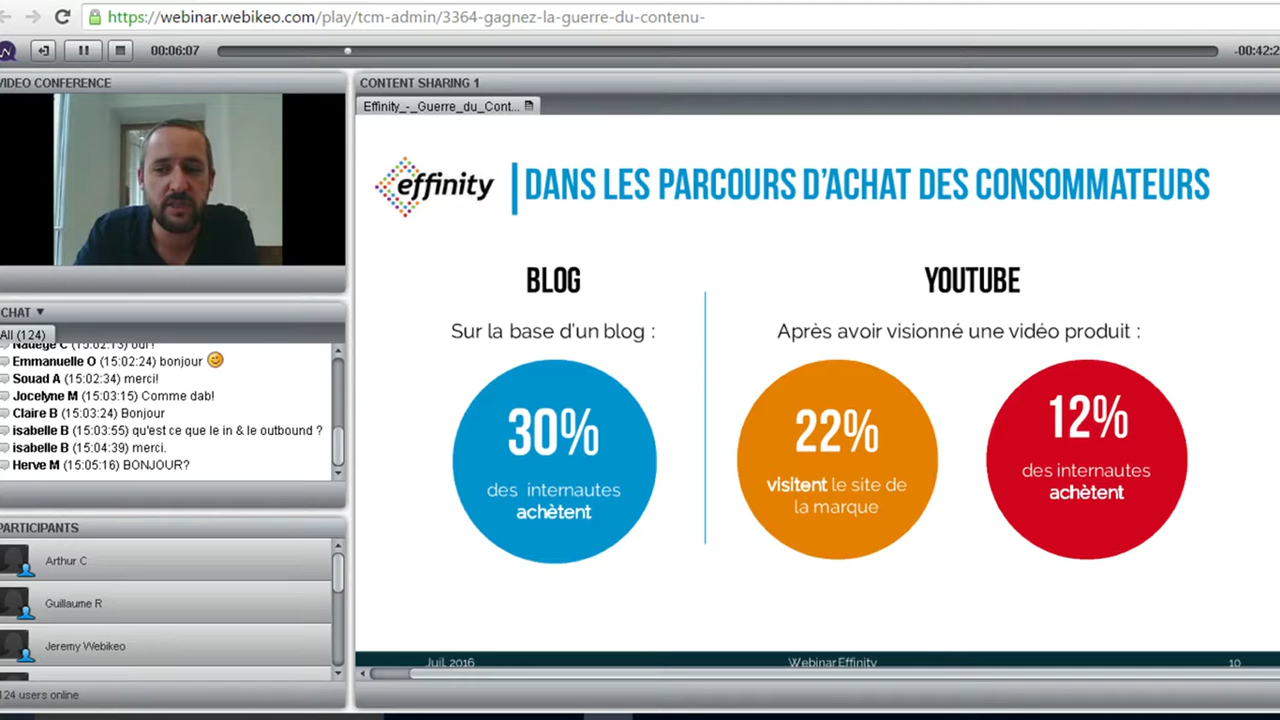 https://webinar.webikeo.com/play/tcm-admin/3364-gagnez-la-guerre-du-contenu-
00:06:07
-00:42:2
VIDEO CONFERENCE
CONTENT SHARING 1
Effinity_-_Guerre_du_Cont...
effinity
DANS LES PARCOURS D'ACHAT DES CONSOMMATEURS
BLOG
Sur la base d'un blog :
30%
des internautes
achètent
YOUTUBE
Après avoir visionné une vidéo produit :
22%
visitent le site de
la marque
12%
des internautes
achètent
Juil. 2016
Webinar Effinity
10
CHAT
All (124)
Nadège C (15:02:13) oui !
Emmanuelle O (15:02:24) bonjour
Souad A (15:02:34) merci!
Jocelyne M (15:03:15) Comme dab!
Claire B (15:03:24) Bonjour
isabelle B (15:03:55) qu'est ce que le in & le outbound ?
isabelle B (15:04:39) merci.
Herve M (15:05:16) BONJOUR?
PARTICIPANTS
Arthur C
Guillaume R
Jeremy Webikeo
124 users online